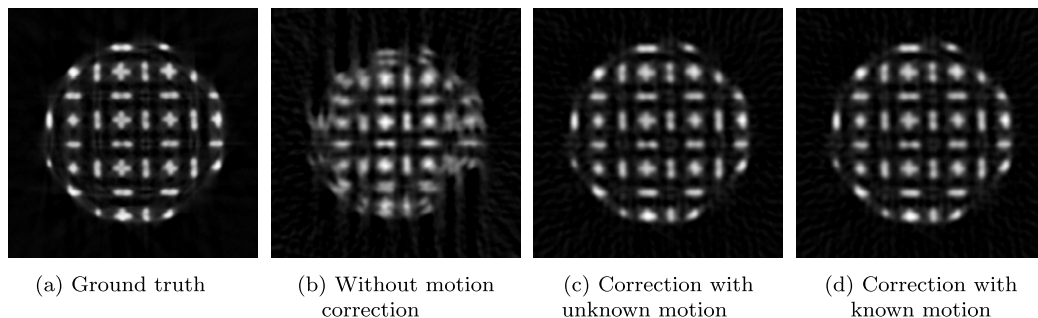 (a) Ground truth
(b) Without motion
correction
(c) Correction with
unknown motion
(d) Correction with
known motion